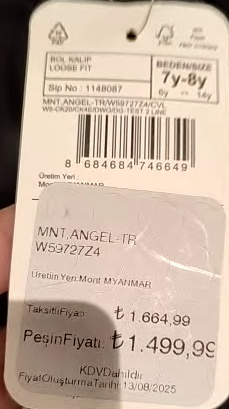 BOL KALIP
LOOSE FIT
BEDEN/SIZE
7y-8y
6y 14y
Sip No : 1148087
MNT.ANGEL-TR/W59727Z4/CVL
8 684684 746649
Üretim Yeri :
MNT.ANGEL-TR
W59727Z4
Üretim Yeri:Mont MYANMAR
TaksitliFiyatı ₺ 1.664,99
PeşinFiyatı: ₺ 1.499,99
KDVDahildir
FiyatOluşturmaTarihi:13/08/2025